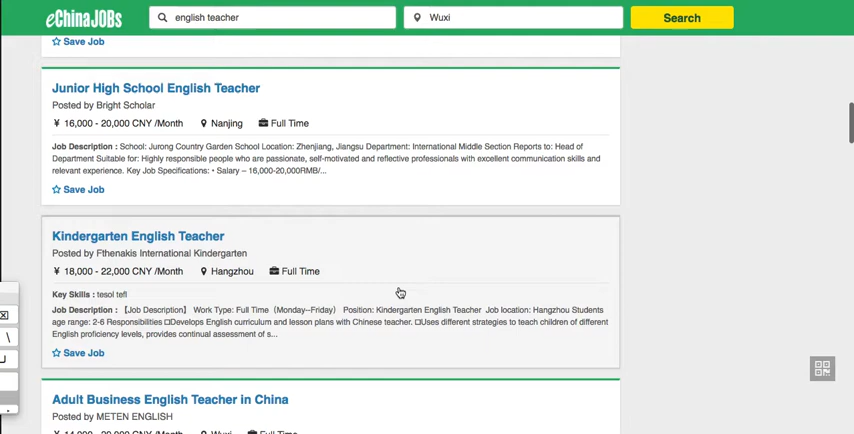 eChinaJOBS
english teacher
Wuxi
Search
Save Job
Junior High School English Teacher
Posted by Bright Scholar
¥ 16,000 - 20,000 CNY /Month Nanjing Full Time
Job Description : School: Jurong Country Garden School Location: Zhenjiang, Jiangsu Department: International Middle Section Reports to: Head of
Department Suitable for: Highly responsible people who are passionate, self-motivated and reflective professionals with excellent communication skills and
relevant experience. Key Job Specifications: • Salary – 16,000-20,000RMB/...
Save Job
Kindergarten English Teacher
Posted by Fthenakis International Kindergarten
¥ 18,000 - 22,000 CNY /Month Hangzhou Full Time
Key Skills : tesol tefl
Job Description : 【Job Description】 Work Type: Full Time（Monday--Friday） Position: Kindergarten English Teacher Job location: Hangzhou Students
age range: 2-6 Responsibilities □Develops English curriculum and lesson plans with Chinese teacher. □Uses different strategies to teach children of different
English proficiency levels, provides continual assessment of s...
Save Job
Adult Business English Teacher in China
Posted by METEN ENGLISH
CNY /Month Wuxi Full Time
\